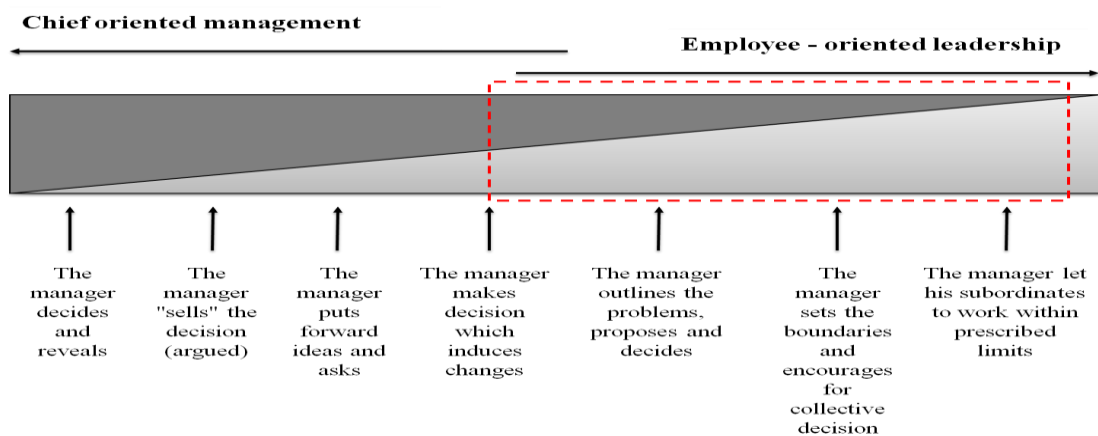 Chief oriented management
Employee - oriented leadership
The
manager
decides
and
reveals
The
manager
"sells" the
decision
(argued)
The
manager
puts
forward
ideas and
asks
The manager
makes
decision
which
induces
changes
The manager
outlines the
problems,
proposes and
decides
The
manager
sets the
boundaries
and
encourages
for
collective
decision
The manager let
his subordinates
to work within
prescribed
limits